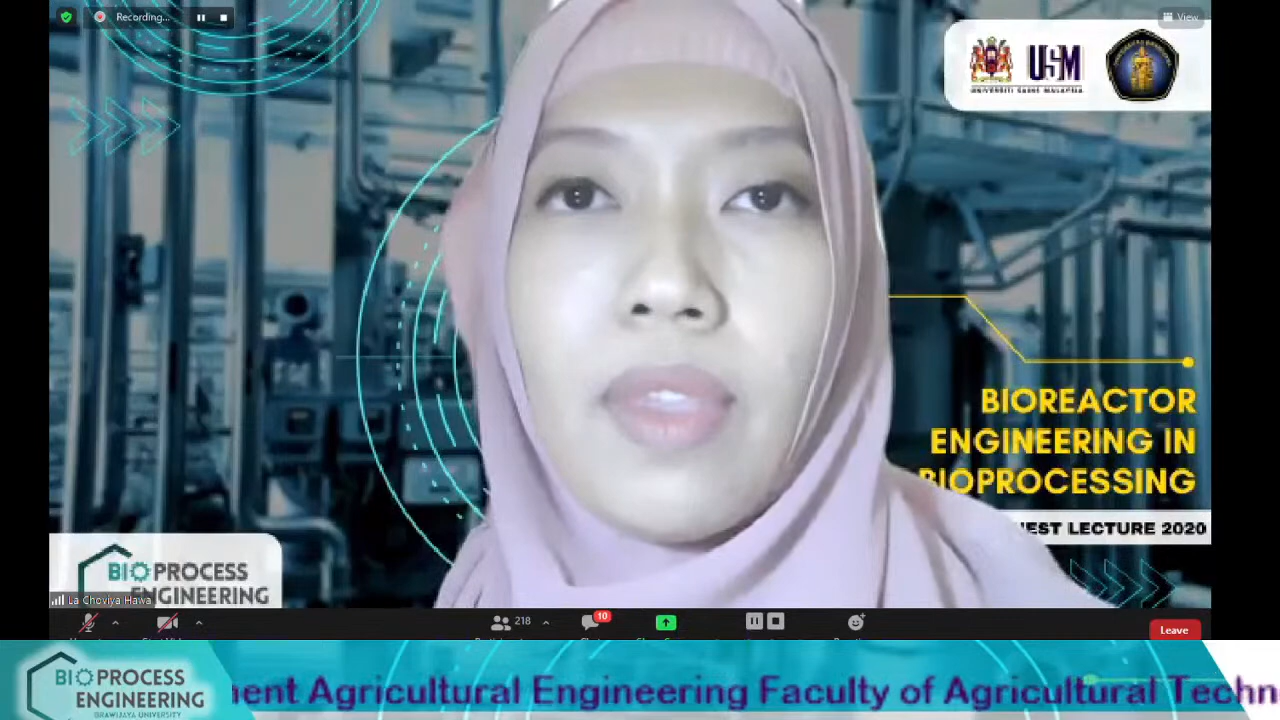 Recording...
View
USM
UNIVERSITI SAINS MALAYSIA
BIOREACTOR
ENGINEERING IN
BIOPROCESSING
EST LECTURE 2020
BIOPROCESS
ENGINEERING
La Choviya Hawa
218
10
Leave
BIOPROCESS
ENGINEERING
BRAWIJAYA UNIVERSITY
ent Agricultural Engineering Faculty of Agricultural Techn